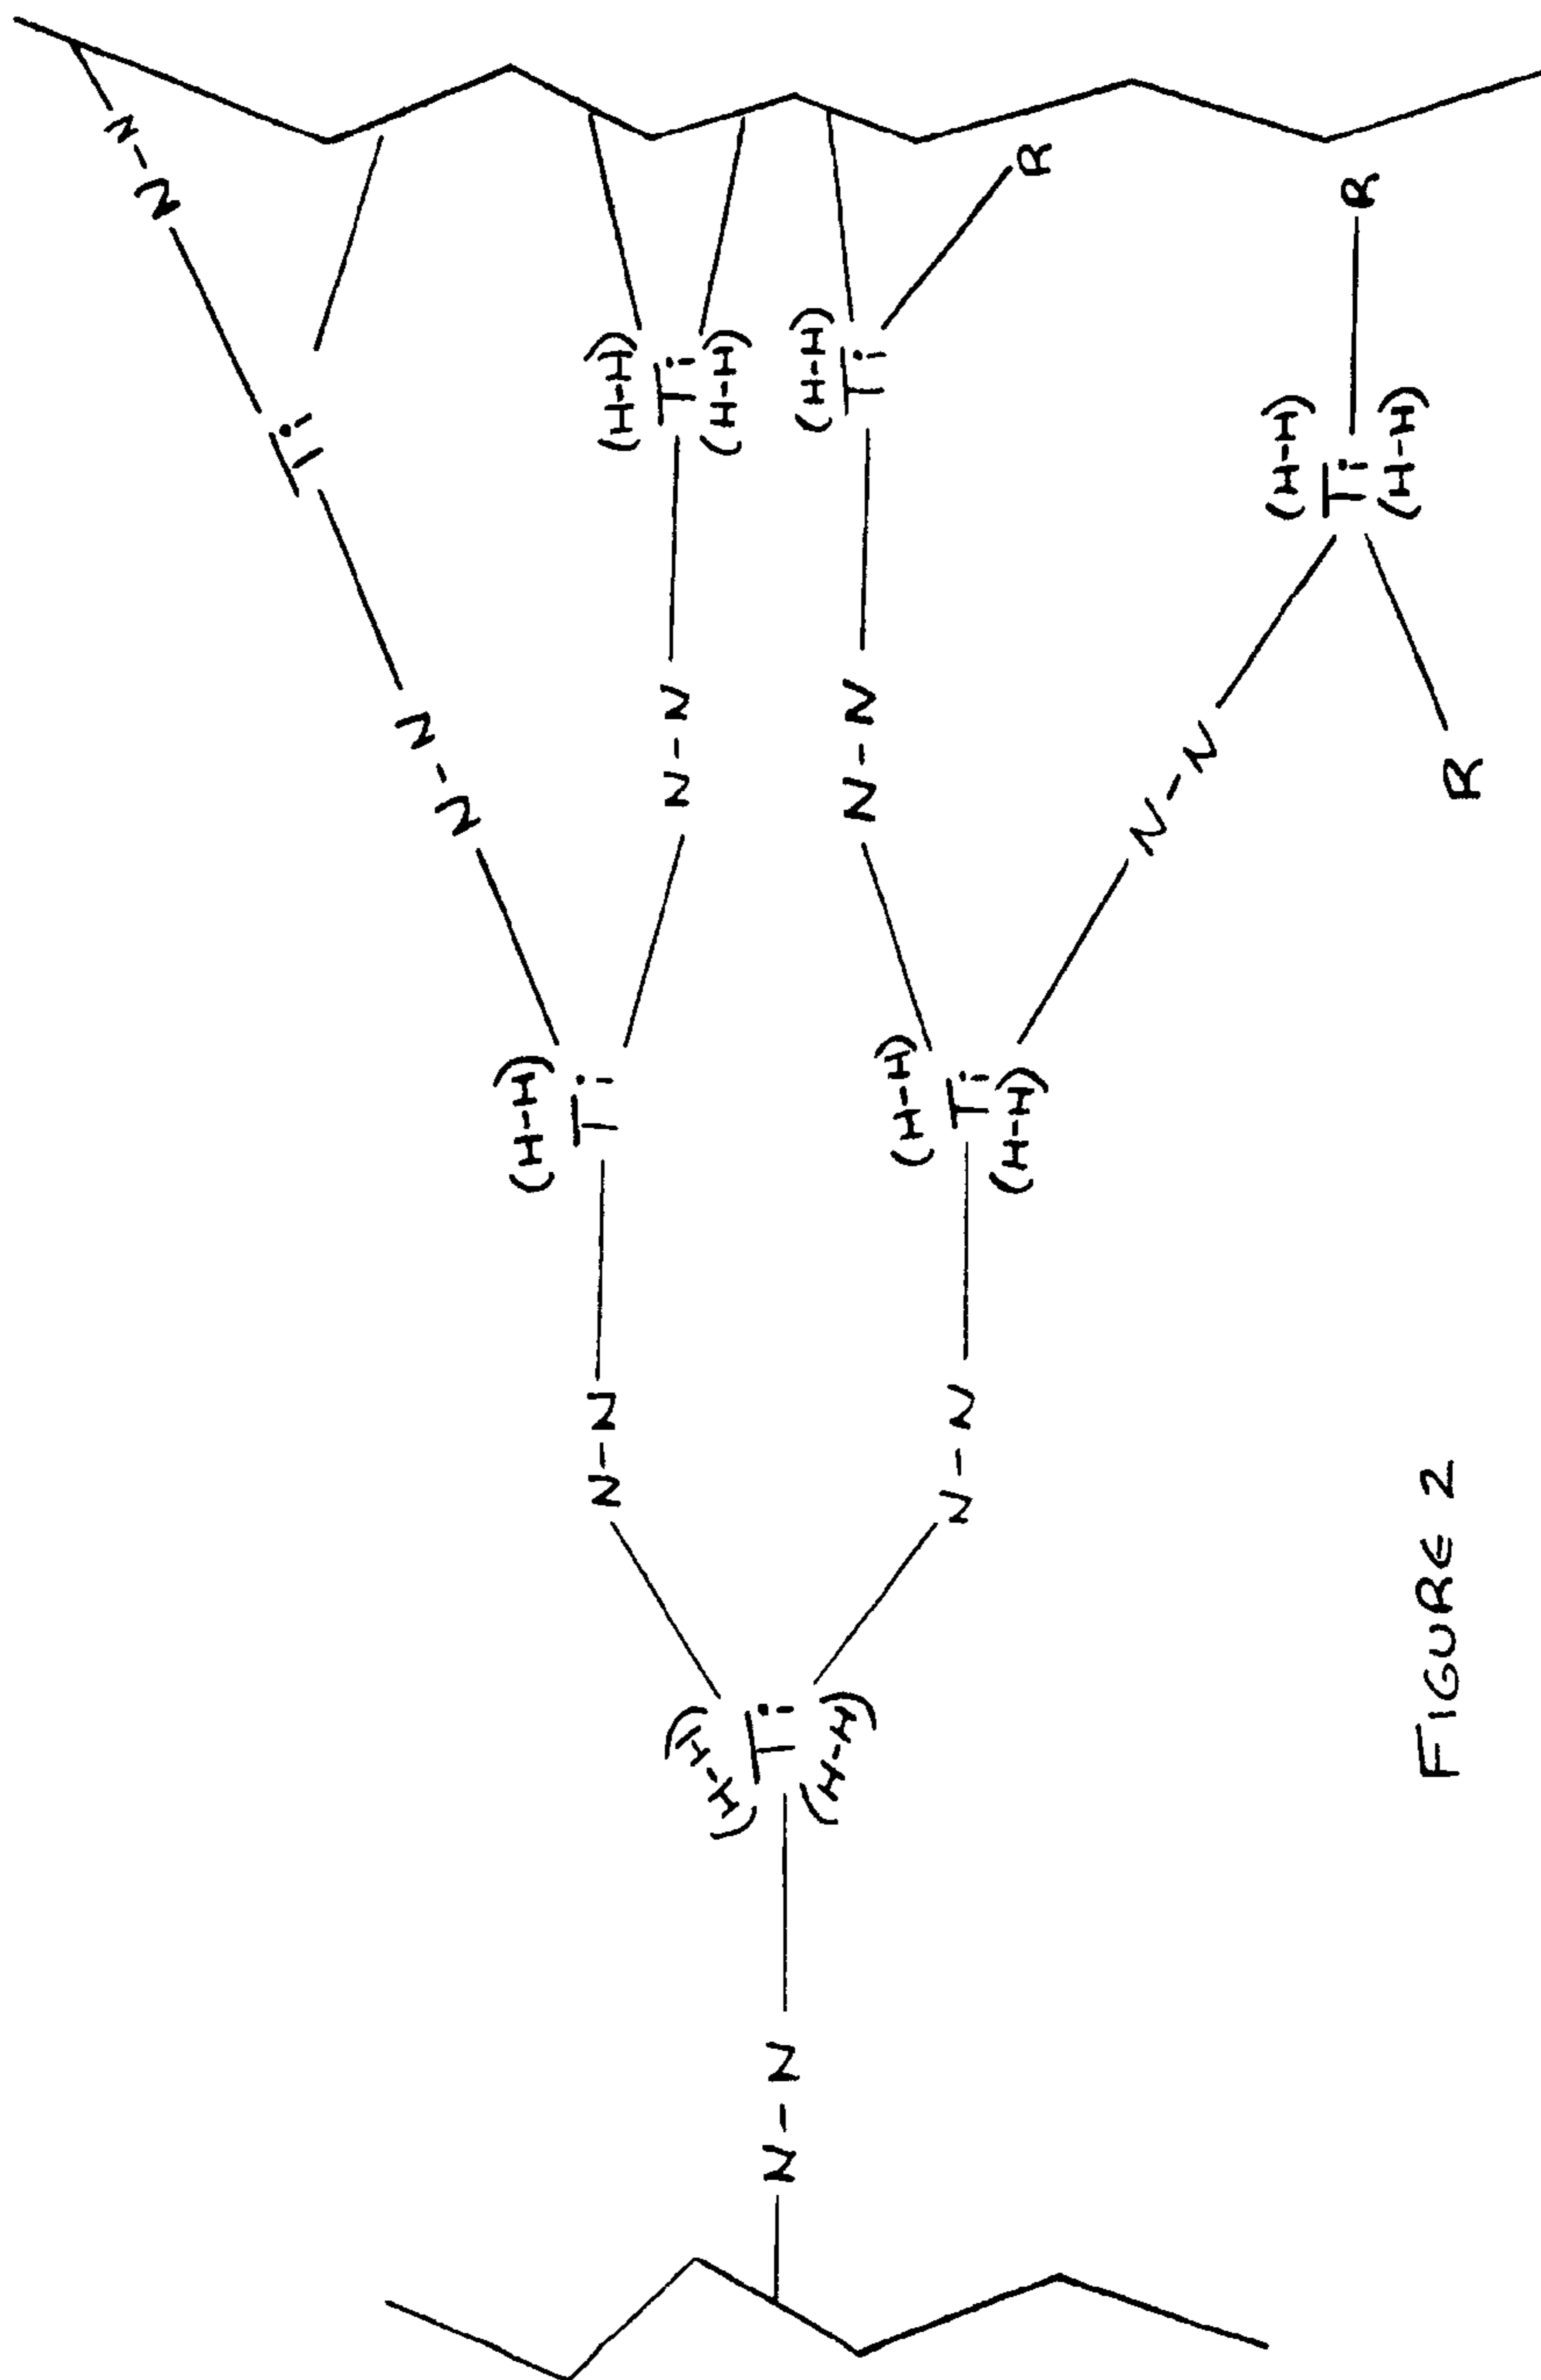 N-N
Ti
N-N
(H-H)
N-N Ti (H-H)
N-N Ti
(H-H) (H-H)
N-N Ti (H-H)
(H-H) N-N Ti
(H-H)
N-N Ti
(H-H) R
N-N
(H-H)
Ti R
(H-H)
R
FIGURE 2